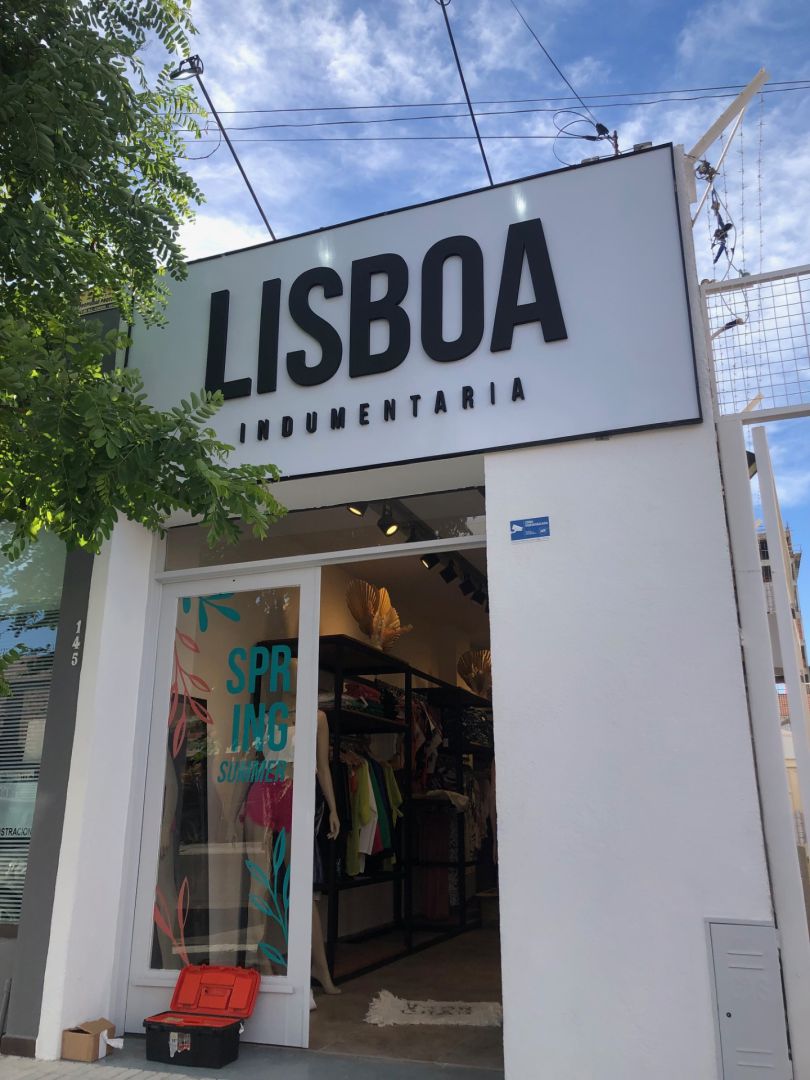 LISBOA
INDUMENTARIA
145
SPR
ING
SUMMER